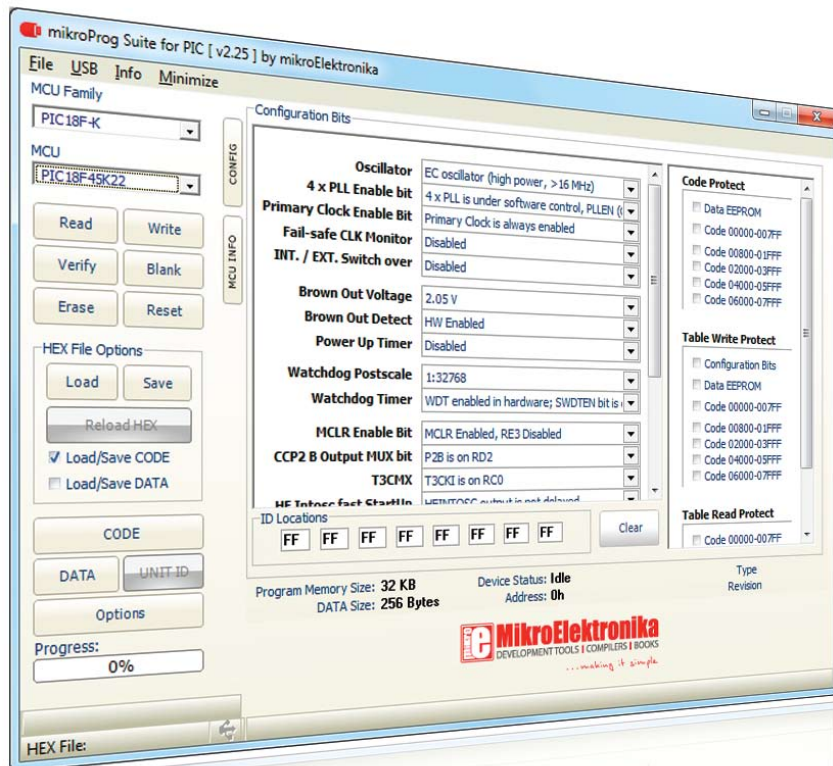 mikroProg Suite for PIC [ v2.25 ] by mikroElektronika
File USB Info Minimize
MCU Family
PIC18F-K
MCU
PIC18F45K22
Read Write
Verify Blank
Erase Reset
HEX File Options
Load Save
Reload HEX
Load/Save CODE
Load/Save DATA
CODE
DATA UNIT ID
Options
Progress:
0%
HEX File:
CONFIG
MCU INFO
Configuration Bits
Oscillator EC oscillator (high power, >16 MHz)
4 x PLL Enable bit 4 x PLL is under software control, PLLEN (
Primary Clock Enable Bit Primary Clock is always enabled
Fail-safe CLK Monitor Disabled
INT. / EXT. Switch over Disabled
Brown Out Voltage 2.05 V
Brown Out Detect HW Enabled
Power Up Timer Disabled
Watchdog Postscale 1:32768
Watchdog Timer WDT enabled in hardware; SWDTEN bit is
MCLR Enable Bit MCLR Enabled, RE3 Disabled
CCP2 B Output MUX bit P2B is on RD2
T3CMX T3CKI is on RC0
HF Intosc fast StartUp HFINTOSC output is not delayed
ID Locations
FF FF FF FF FF FF FF FF
Clear
Code Protect
Data EEPROM
Code 00000-007FF
Code 00800-01FFF
Code 02000-03FFF
Code 04000-05FFF
Code 06000-07FFF
Table Write Protect
Configuration Bits
Data EEPROM
Code 00000-007FF
Code 00800-01FFF
Code 02000-03FFF
Code 04000-05FFF
Code 06000-07FFF
Table Read Protect
Code 00000-007FF
Program Memory Size: 32 KB
DATA Size: 256 Bytes
Device Status: Idle
Address: 0h
Type
Revision
MikroElektronika
DEVELOPMENT TOOLS | COMPILERS | BOOKS
...making it simple